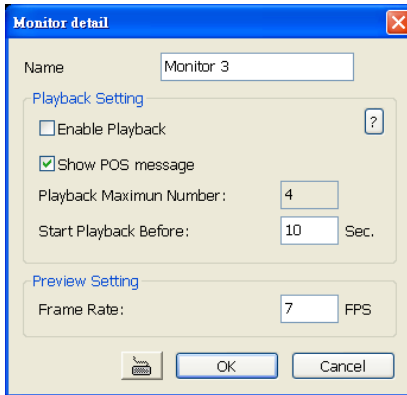 Monitor detail
Name Monitor 3
Playback Setting
Enable Playback ?
Show POS message
Playback Maximun Number: 4
Start Playback Before: 10 Sec.
Preview Setting
Frame Rate: 7 FPS
OK Cancel